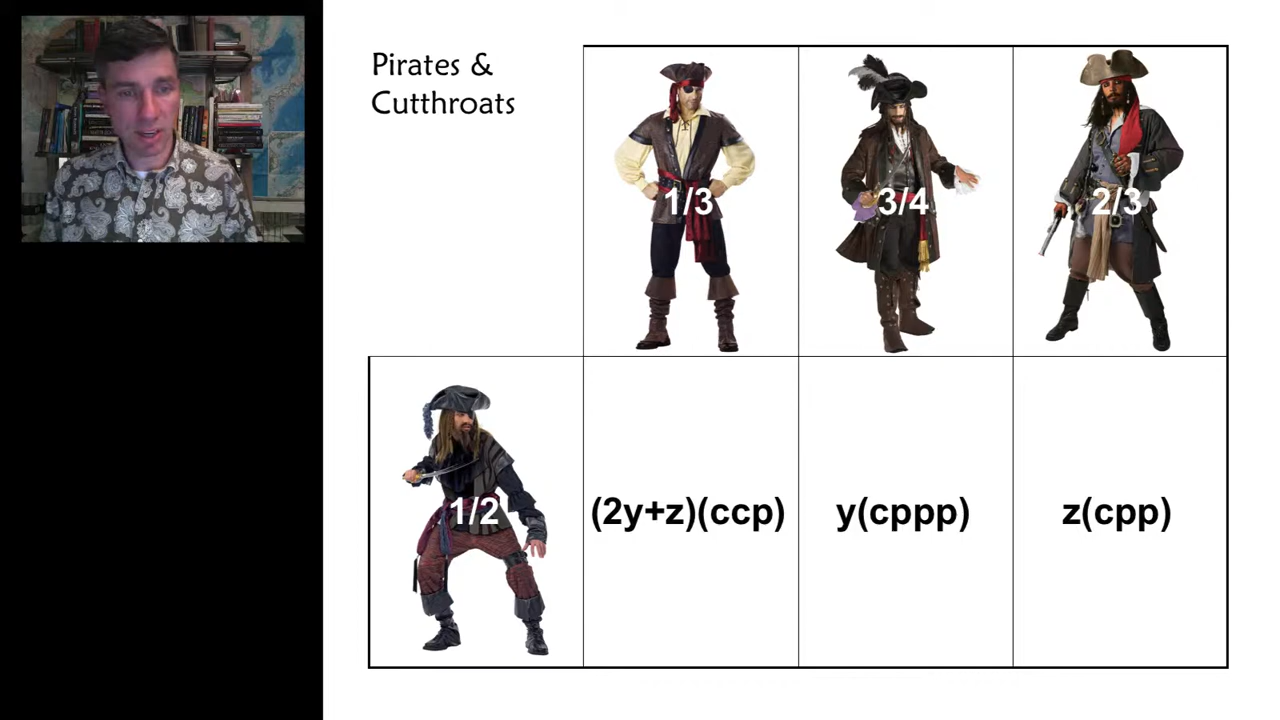 Pirates &
Cutthroats
1/3 3/4 2/3
1/2 (2y+z)(ccp) y(cppp) z(cpp)